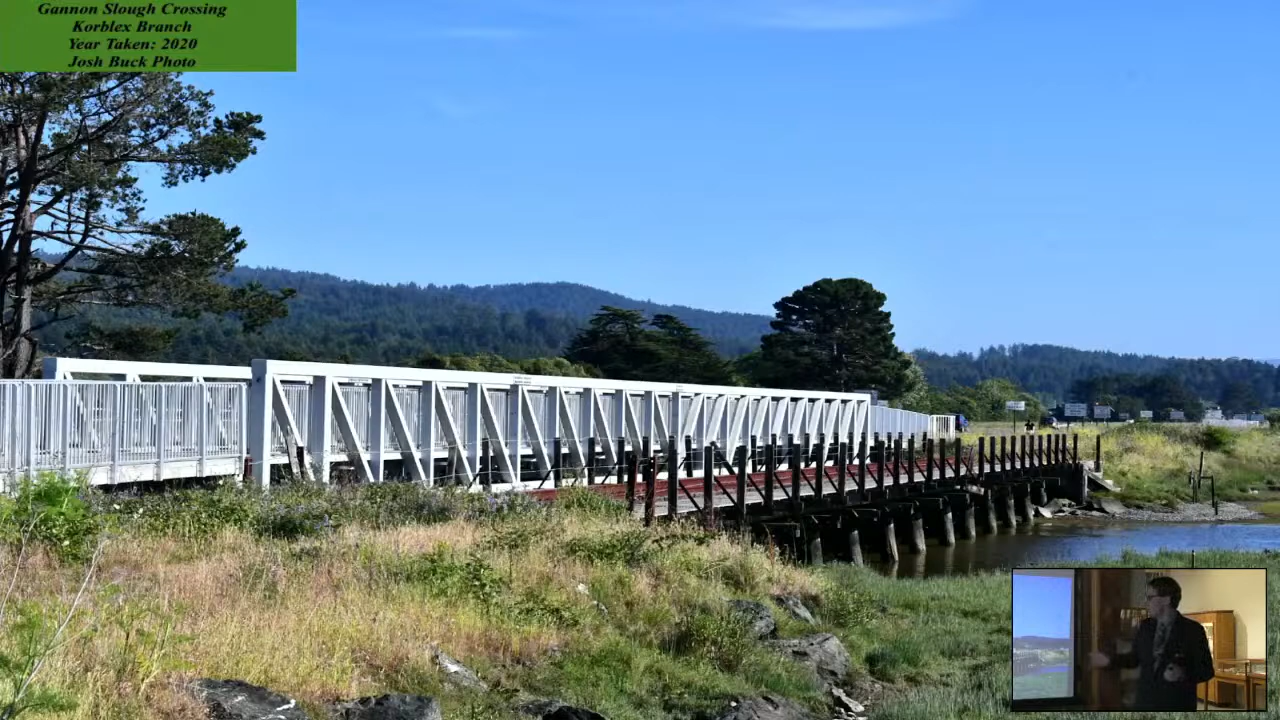 Gannon Slough Crossing
Korblex Branch
Year Taken: 2020
Josh Buck Photo